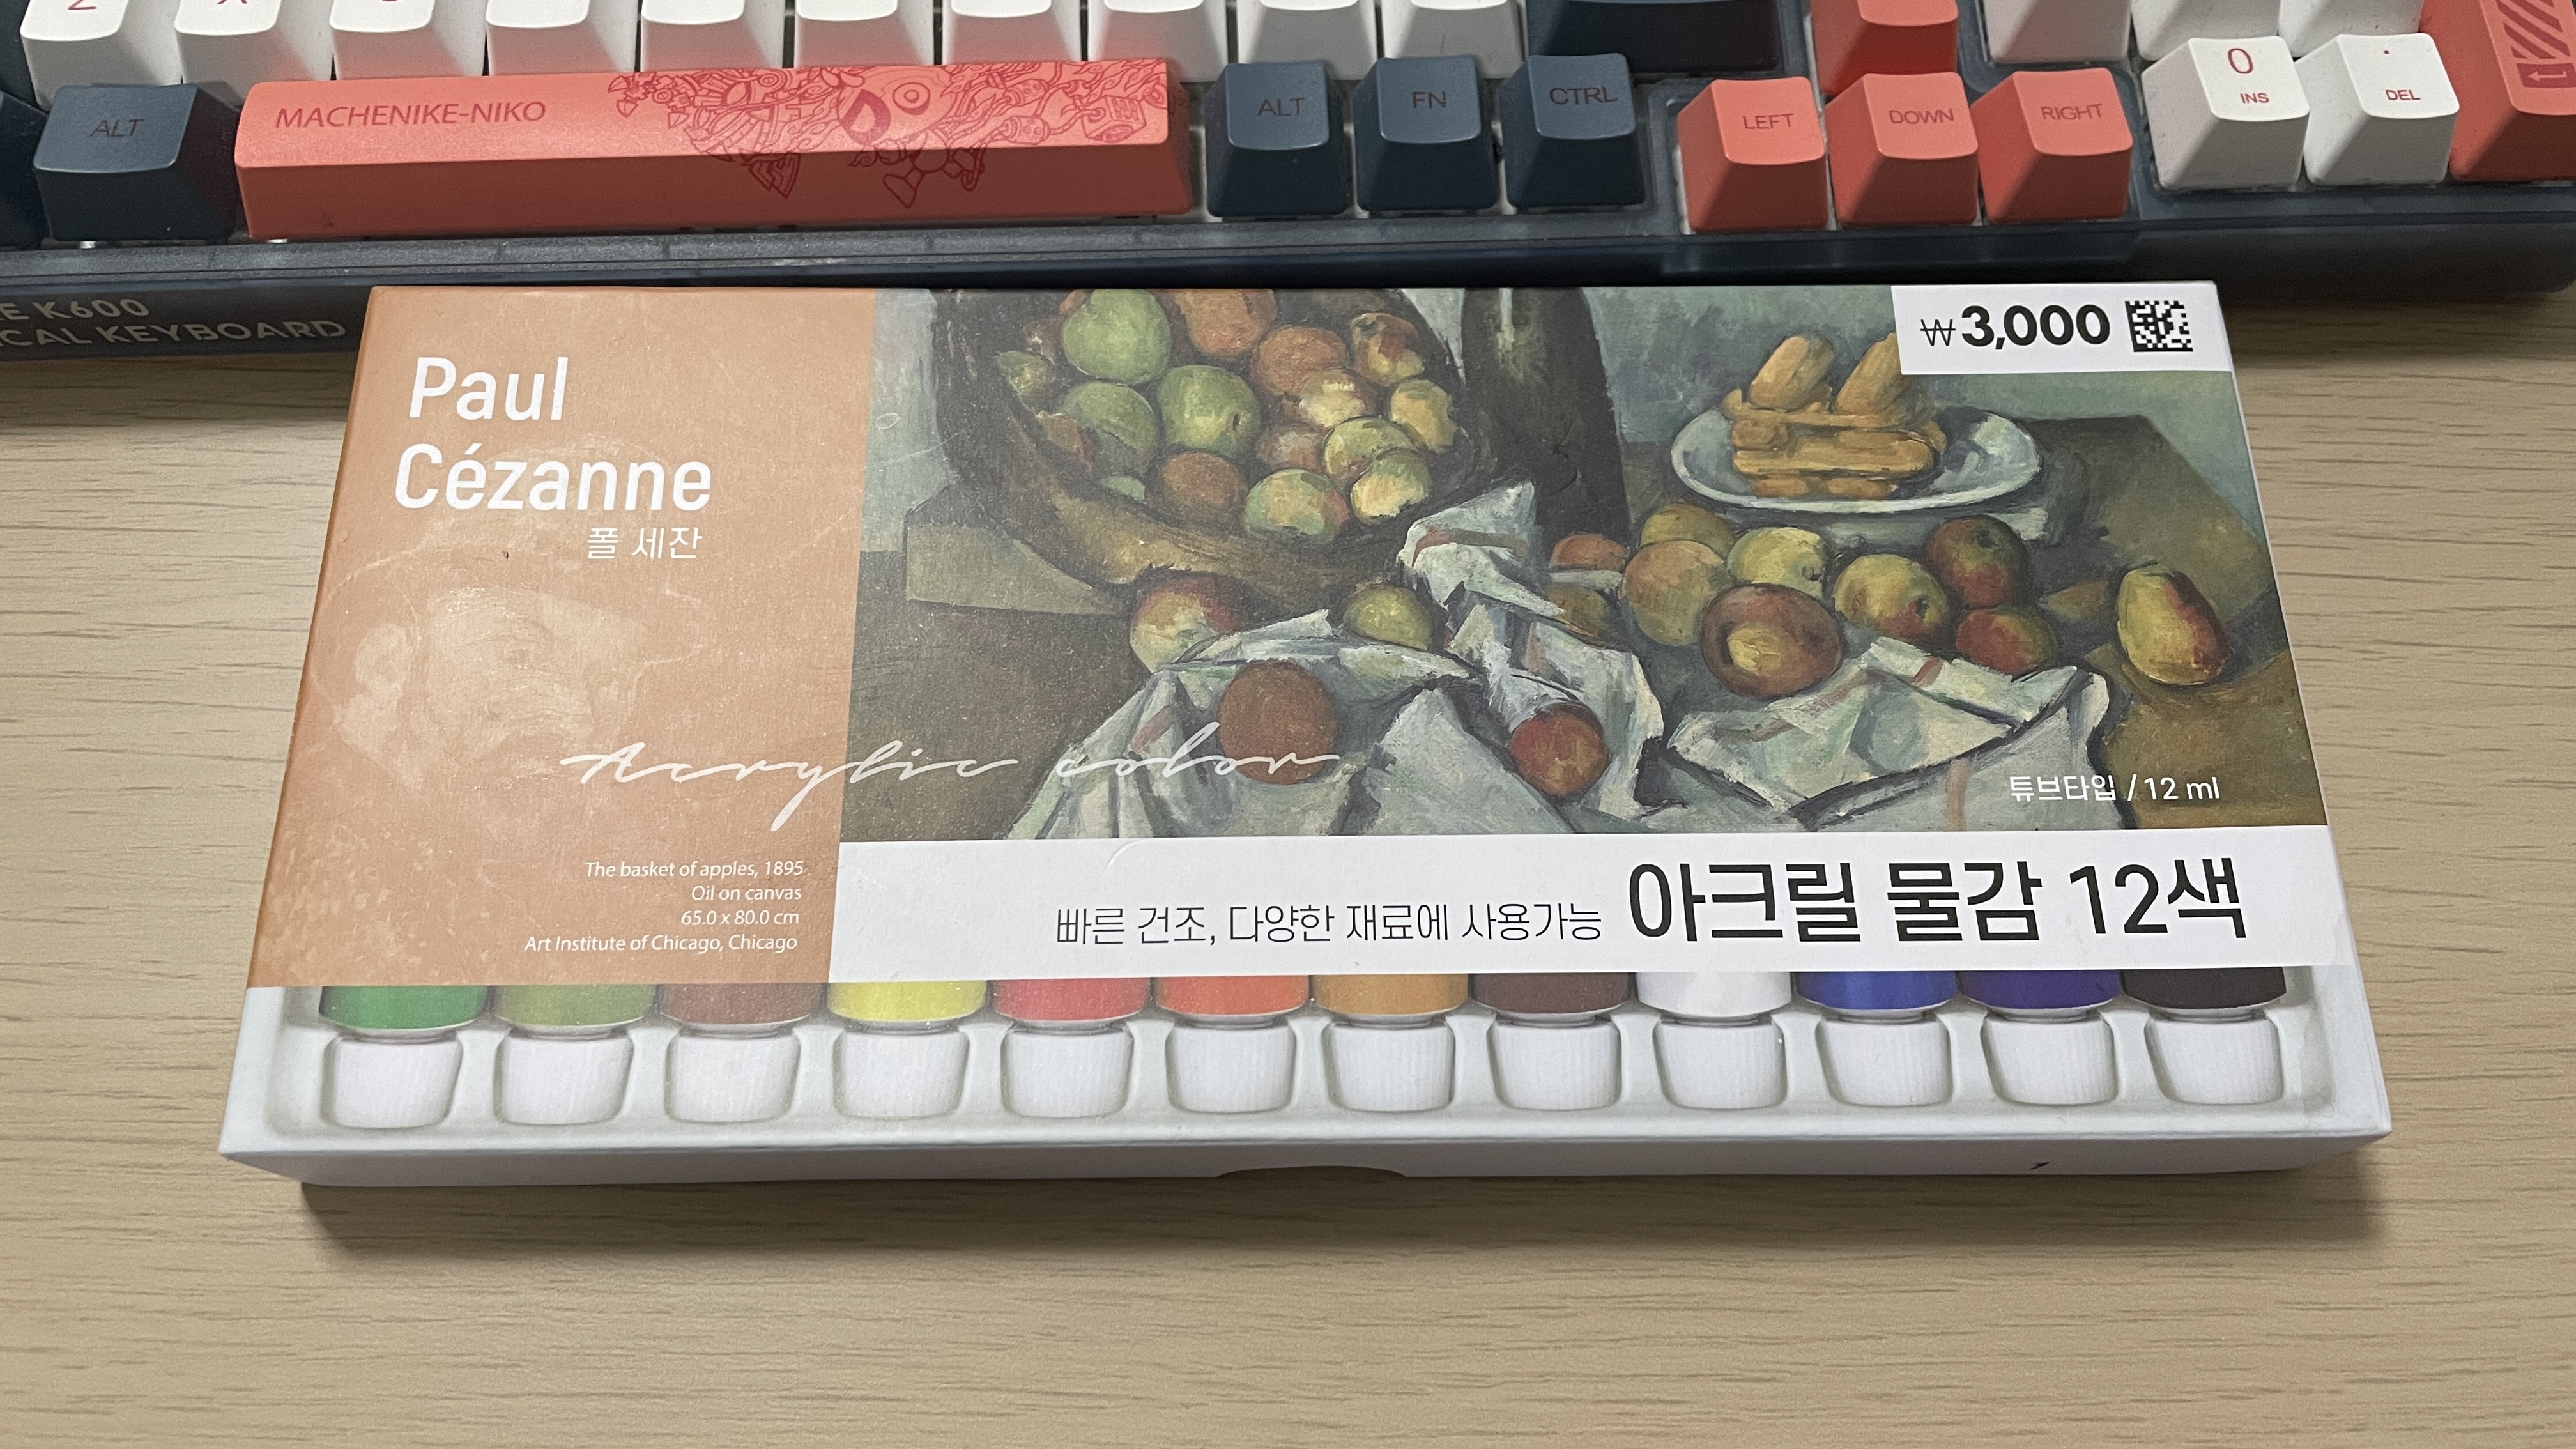 ALT
MACHENIKE-NIKO
ALT
FN
CTRL
LEFT
DOWN
RIGHT
0
INS
.
DEL
K600
KEYBOARD
Paul
Cézanne
폴 세잔
₩3,000
Acrylic color
튜브타입 / 12 ml
The basket of apples, 1895
Oil on canvas
65.0 x 80.0 cm
Art Institute of Chicago, Chicago
빠른 건조, 다양한 재료에 사용가능 아크릴 물감 12색